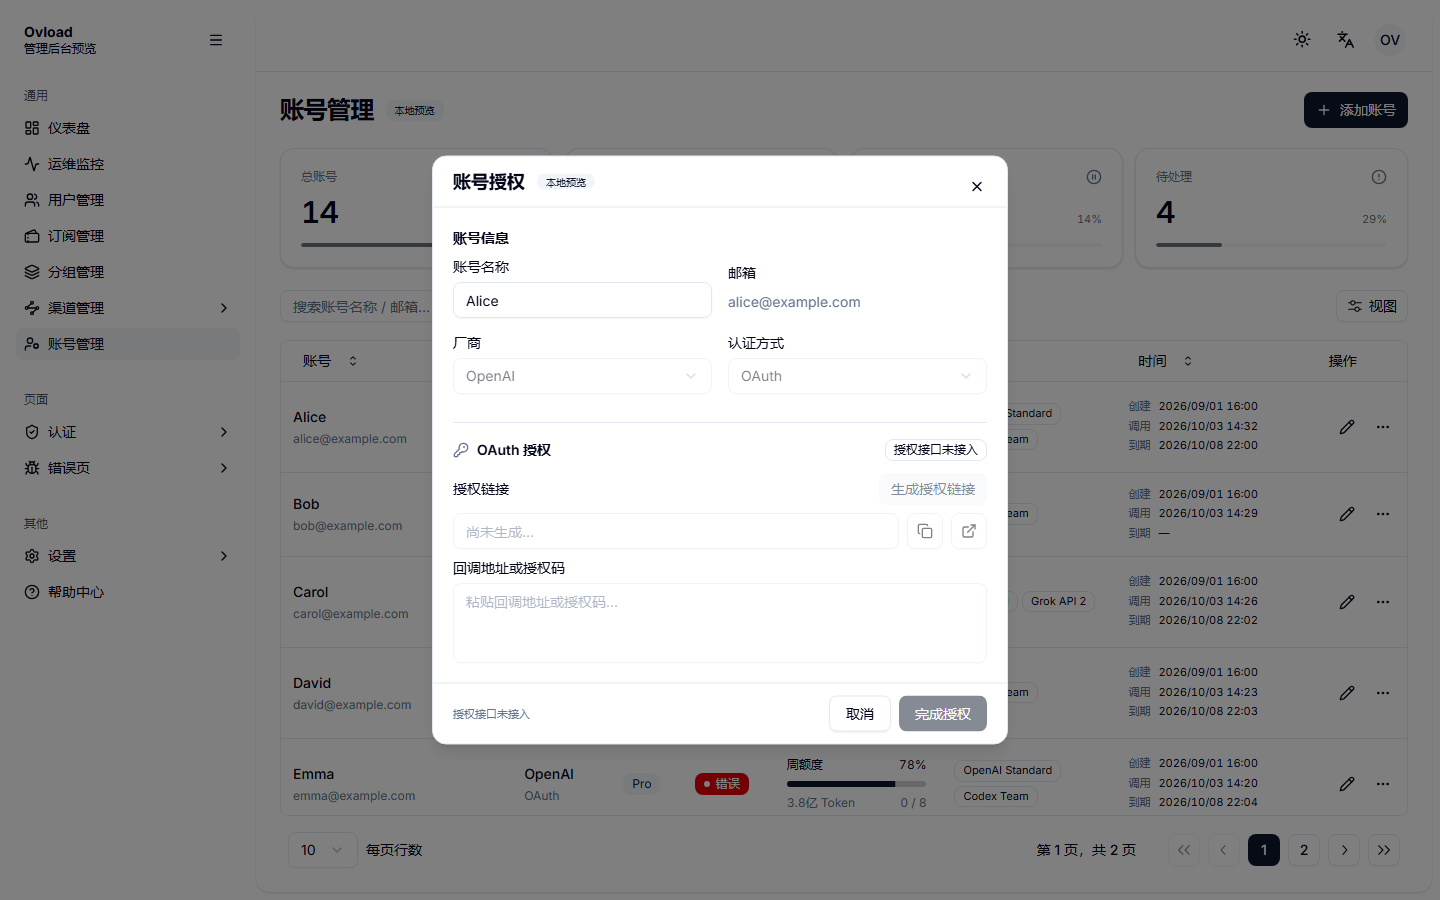 Ovload
管理后台预览
通用
仪表盘
运维监控
用户管理
订阅管理
分组管理
渠道管理
账号管理
页面
认证
错误页
其他
设置
帮助中心
OV
账号管理
本地预览
添加账号
总账号
14
14%
待处理
4
29%
搜索账号名称 / 邮箱...
视图
账号
时间
操作
Alice
alice@example.com
Standard
eam
创建 2026/09/01 16:00
调用 2026/10/03 14:32
到期 2026/10/08 22:00
Bob
bob@example.com
eam
创建 2026/09/01 16:00
调用 2026/10/03 14:29
到期 —
Carol
carol@example.com
Grok API 2
创建 2026/09/01 16:00
调用 2026/10/03 14:26
到期 2026/10/08 22:02
David
david@example.com
eam
创建 2026/09/01 16:00
调用 2026/10/03 14:23
到期 2026/10/08 22:03
Emma
emma@example.com
OpenAI
OAuth
Pro
错误
周额度 78%
3.8亿 Token 0 / 8
OpenAI Standard
Codex Team
创建 2026/09/01 16:00
调用 2026/10/03 14:20
到期 2026/10/08 22:04
10
每页行数
第 1 页，共 2 页
1
2
账号授权
本地预览
账号信息
账号名称
Alice
邮箱
alice@example.com
厂商
OpenAI
认证方式
OAuth
OAuth 授权
授权接口未接入
授权链接
生成授权链接
尚未生成...
回调地址或授权码
粘贴回调地址或授权码...
授权接口未接入
取消
完成授权